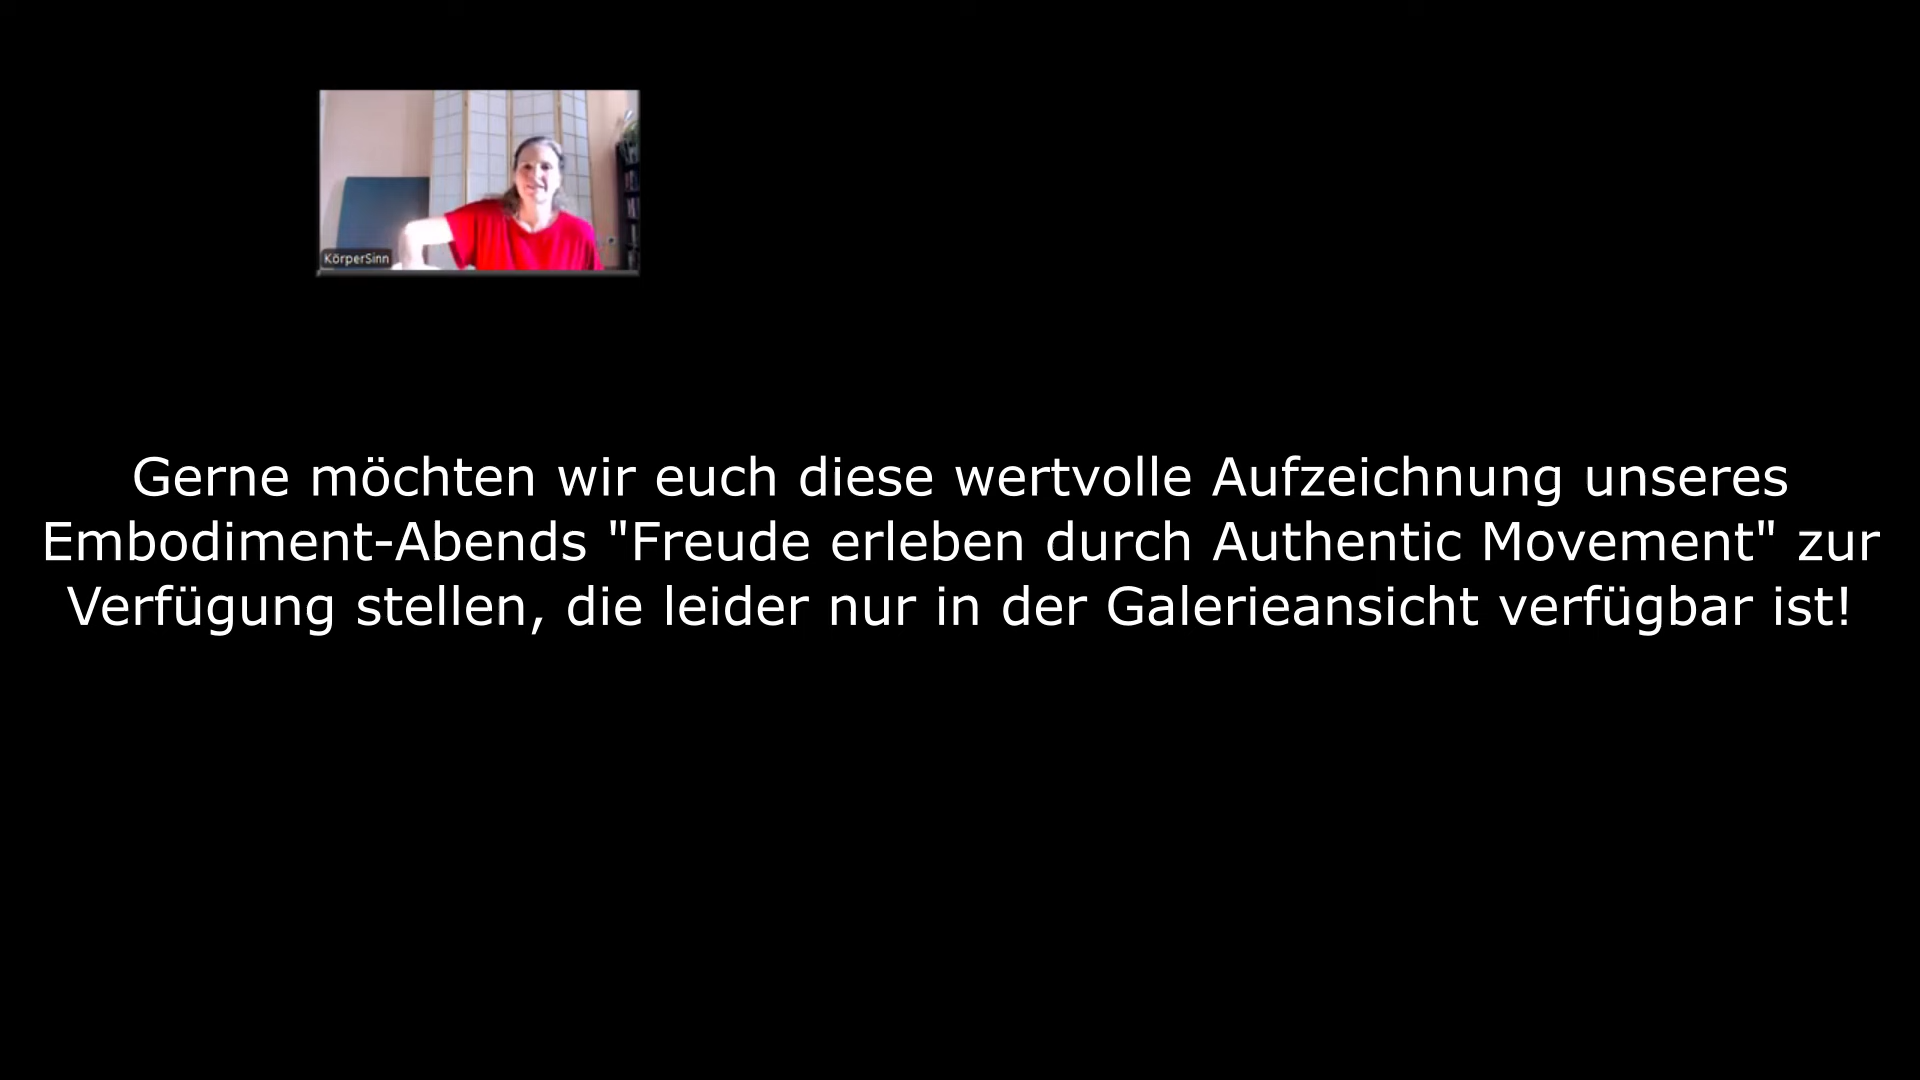 KörperSinn
Gerne möchten wir euch diese wertvolle Aufzeichnung unseres
Embodiment-Abends "Freude erleben durch Authentic Movement" zur
Verfügung stellen, die leider nur in der Galerieansicht verfügbar ist!